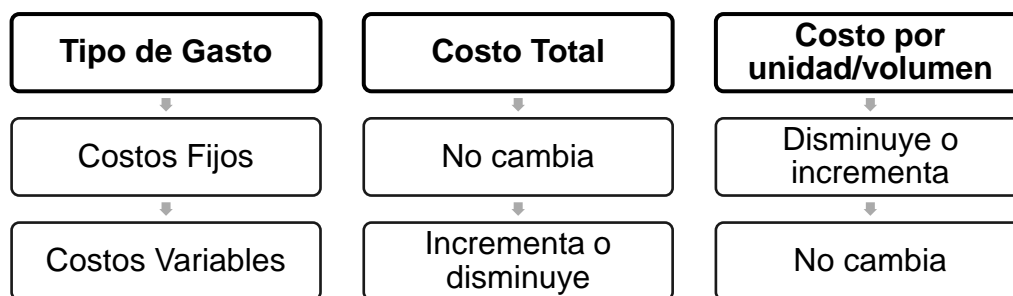 Tipo de Gasto
Costo Total
Costo por
unidad/volumen
Costos Fijos
No cambia
Disminuye o
incrementa
Costos Variables
Incrementa o
disminuye
No cambia